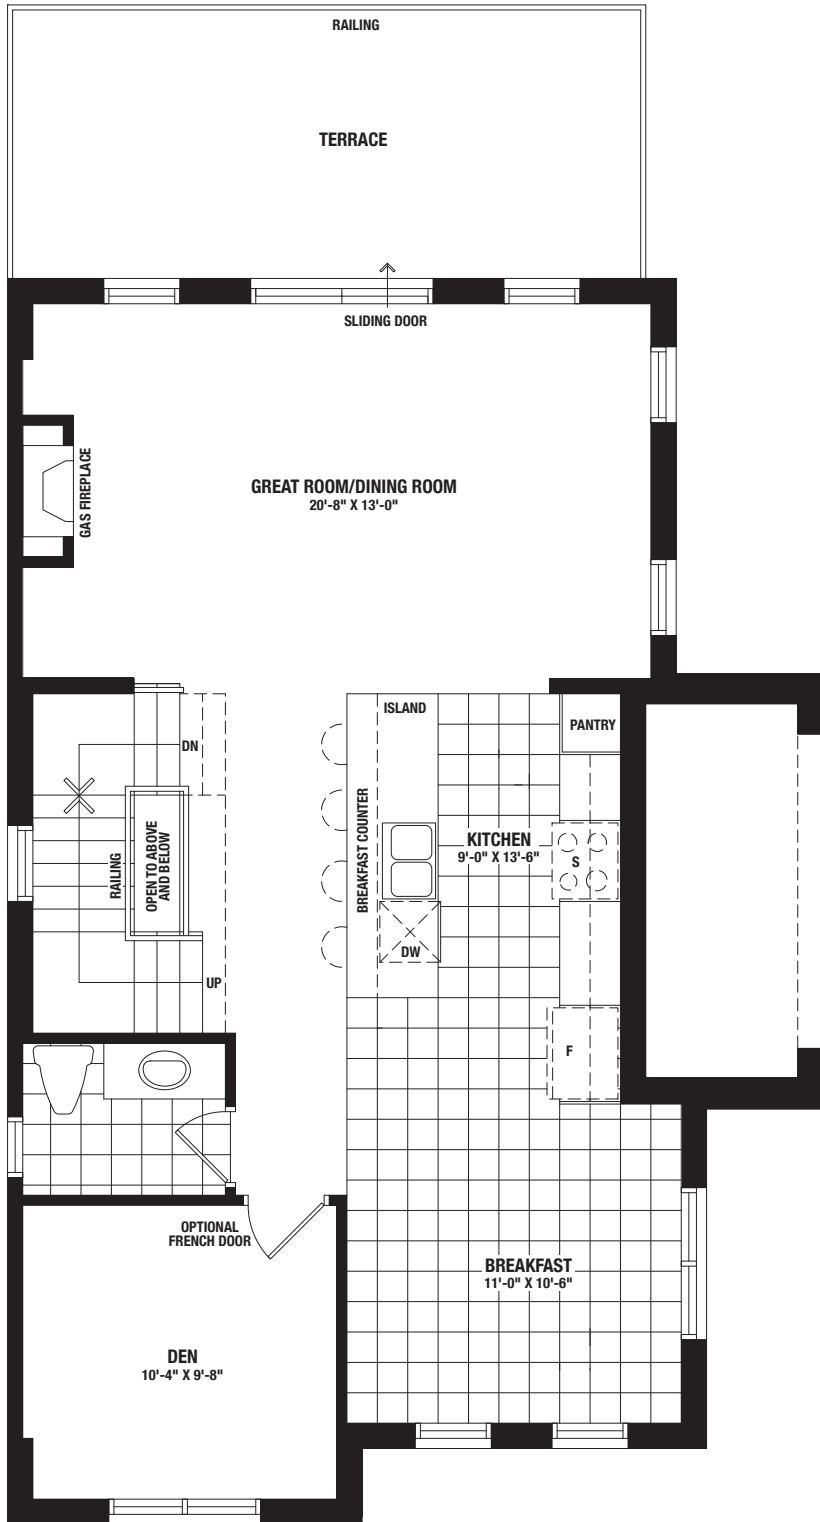 RAILING
TERRACE
SLIDING DOOR
GAS FIREPLACE
GREAT ROOM/DINING ROOM
20'-8" X 13'-0"
ISLAND
PANTRY
DN
BREAKFAST COUNTER
KITCHEN
9'-0" X 13'-6"
S
RAILING
OPEN TO ABOVE
AND BELOW
DW
UP
F
OPTIONAL
FRENCH DOOR
BREAKFAST
11'-0" X 10'-6"
DEN
10'-4" X 9'-8"